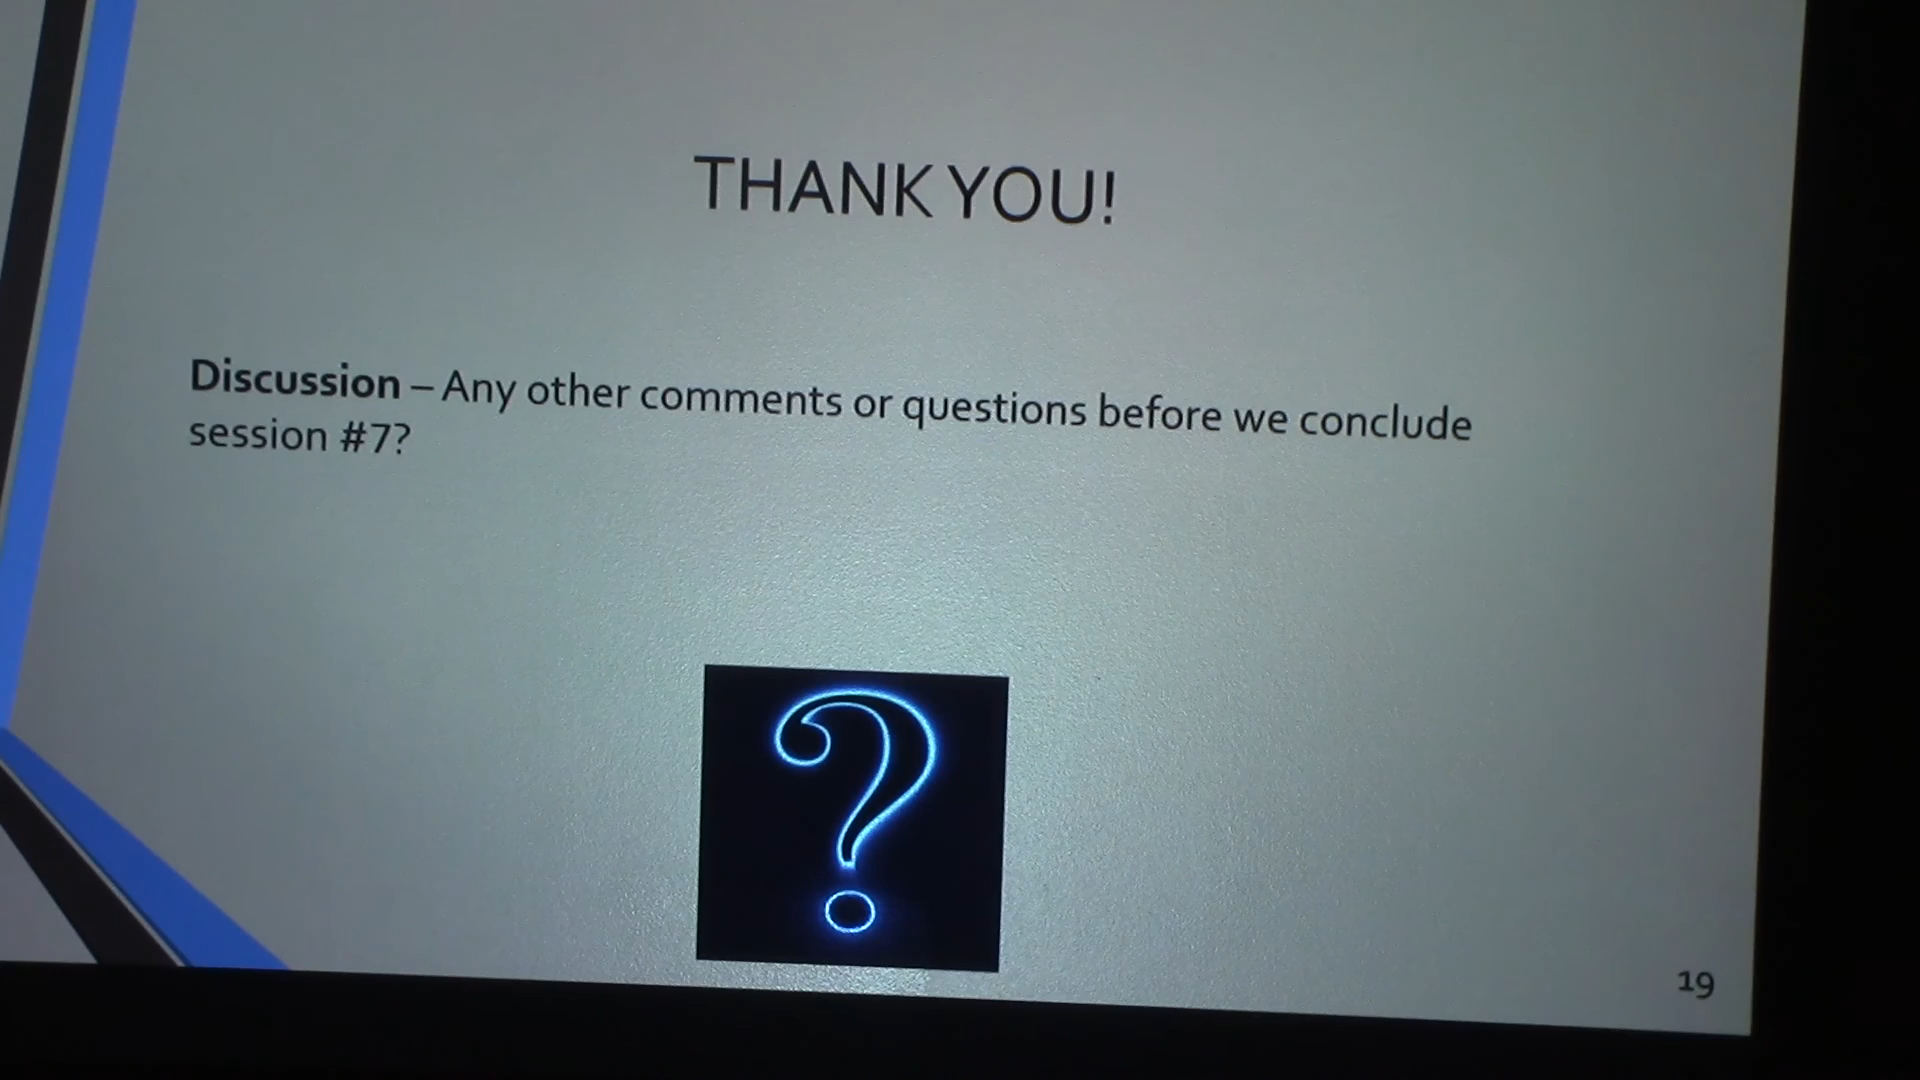 THANK YOU!
Discussion – Any other comments or questions before we conclude
session #7?
?
19